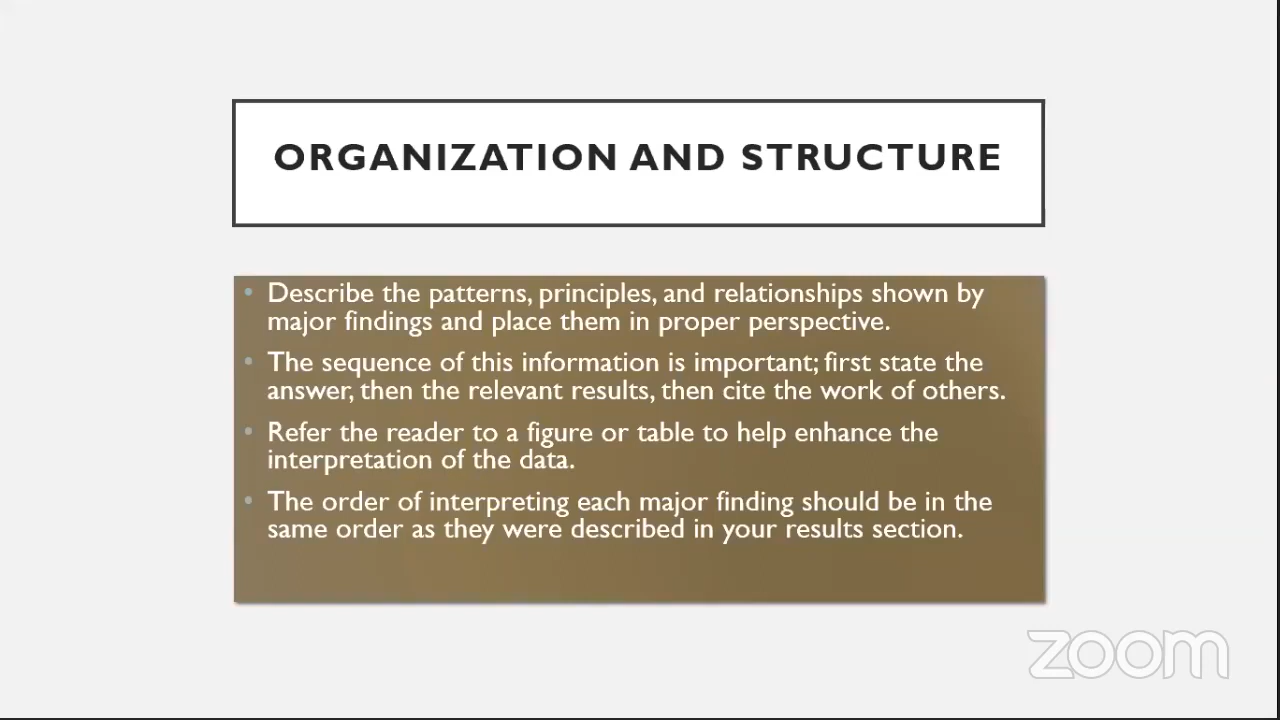 ORGANIZATION AND STRUCTURE
• Describe the patterns, principles, and relationships shown by
major findings and place them in proper perspective.
• The sequence of this information is important; first state the
answer, then the relevant results, then cite the work of others.
• Refer the reader to a figure or table to help enhance the
interpretation of the data.
• The order of interpreting each major finding should be in the
same order as they were described in your results section.
zoom